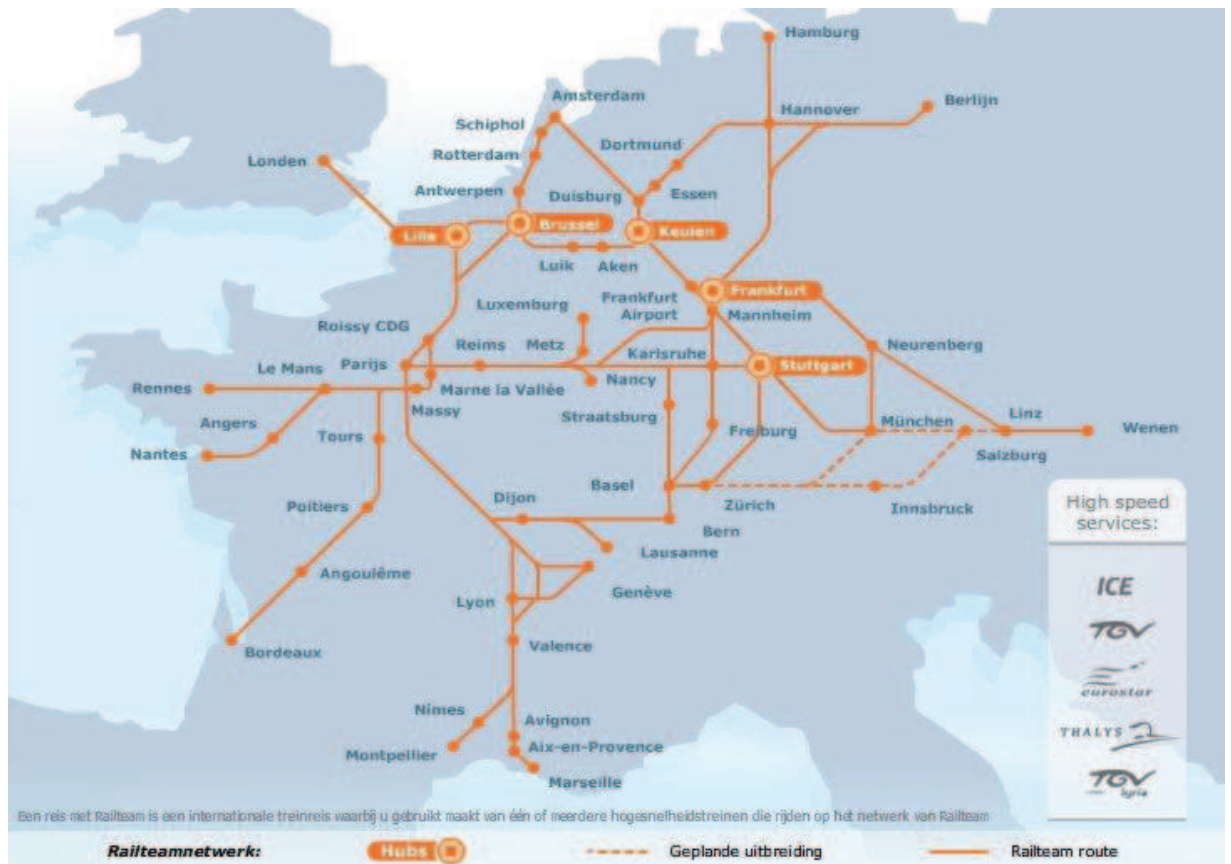 Hamburg
Amsterdam
Berlijn
Hannover
Schiphol
Dortmund
Rotterdam
Londen
Antwerpen
Duisburg
Essen
Lille
Brussel
Keulen
Luik
Aken
Luxemburg
Frankfurt
Airport
Frankfurt
Mannheim
Roissy CDG
Reims
Metz
Karlsruhe
Neurenberg
Le Mans
Parijs
Stuttgart
Rennes
Marne la Vallée
Nancy
Massy
Straatsburg
Angers
Tours
Freiburg
München
Linz
Nantes
Wenen
Salzburg
Basel
Dijon
Zürich
Innsbruck
Poitiers
Bern
Lausanne
Angoulême
Genève
Lyon
Bordeaux
Valence
Nimes
Avignon
Montpellier
Aix-en-Provence
Marseille
High speed
services:
ICE
TGV
eurostar
THALYS
TGV
lyria
Een reis met Railteam is een internationale treinreis waarbij u gebruikt maakt van één of meerdere hogesnelheidstreinen die rijden op het netwerk van Railteam
Railteamnetwerk:
Hubs
Geplande uitbreiding
Railteam route